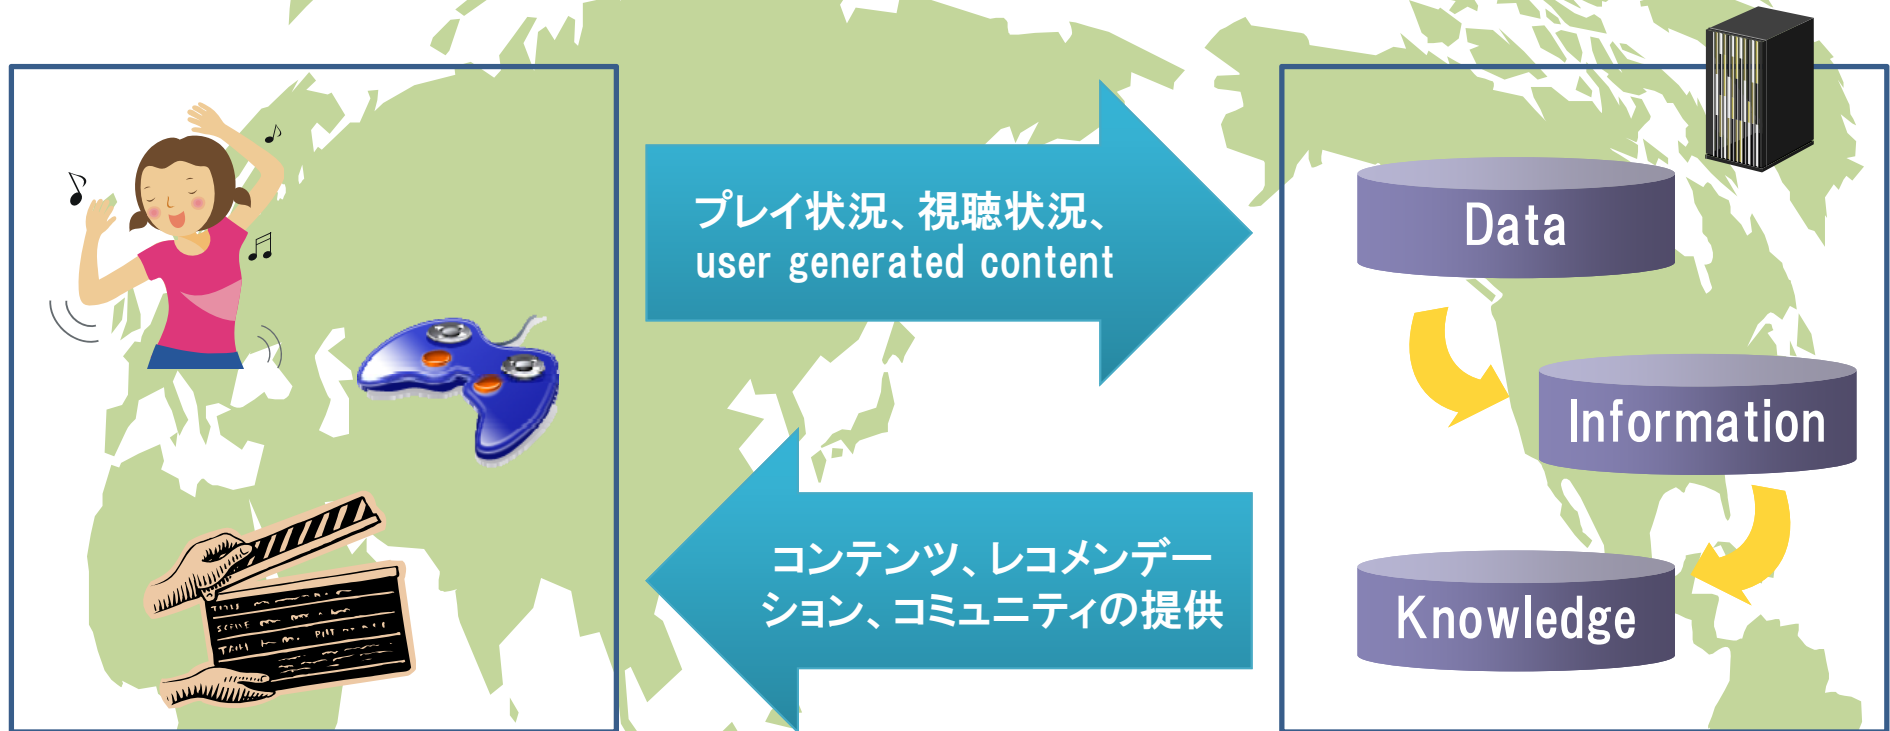 プレイ状況、視聴状況、
user generated content
Data
Information
コンテンツ、レコメンデー
ション、コミュニティの提供
Knowledge